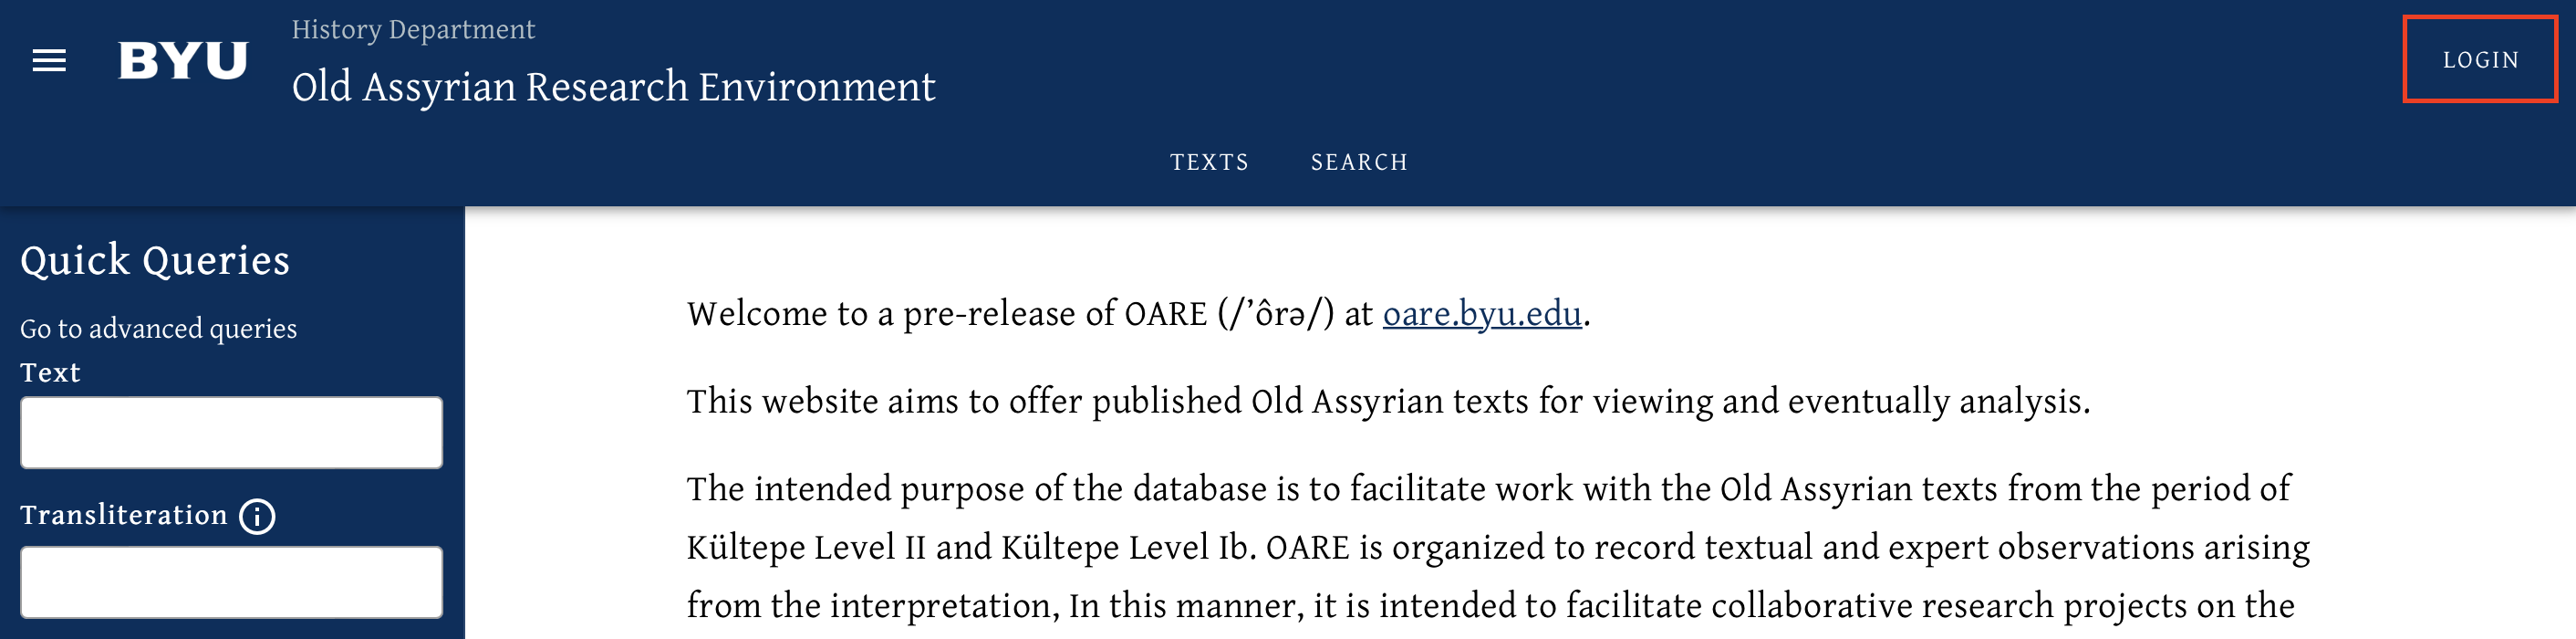 BYU
History Department
Old Assyrian Research Environment
LOGIN
TEXTS SEARCH
Quick Queries
Go to advanced queries
Text
Transliteration
Welcome to a pre-release of OARE (/’ôrə/) at oare.byu.edu.
This website aims to offer published Old Assyrian texts for viewing and eventually analysis.
The intended purpose of the database is to facilitate work with the Old Assyrian texts from the period of
Kültepe Level II and Kültepe Level Ib. OARE is organized to record textual and expert observations arising
from the interpretation, In this manner, it is intended to facilitate collaborative research projects on the